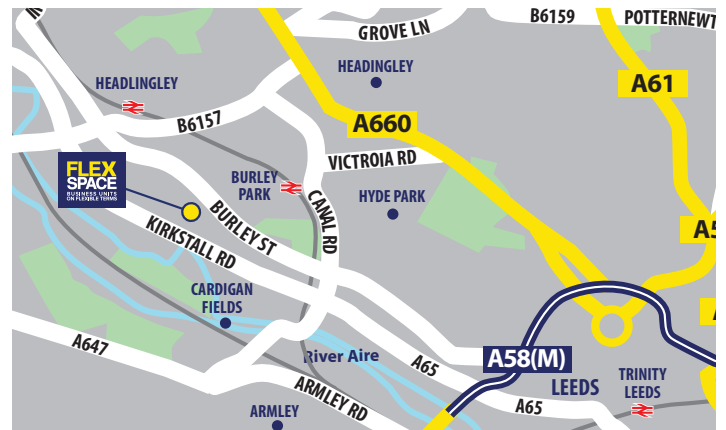 IN
GROVE LN
B6159
POTTERNEWT
HEADLINGLEY
HEADINGLEY
A61
B6157
A660
VICTROIA RD
FLEX
SPACE
BUSINESS UNITS
ON FLEXIBLE TERMS
BURLEY
PARK
CANAL RD
HYDE PARK
BURLEY ST
KIRKSTALL RD
A5
CARDIGAN
FIELDS
A647
River Aire
A65
A58(M)
LEEDS
TRINITY
LEEDS
ARMLEY RD
A65
ARMLEY